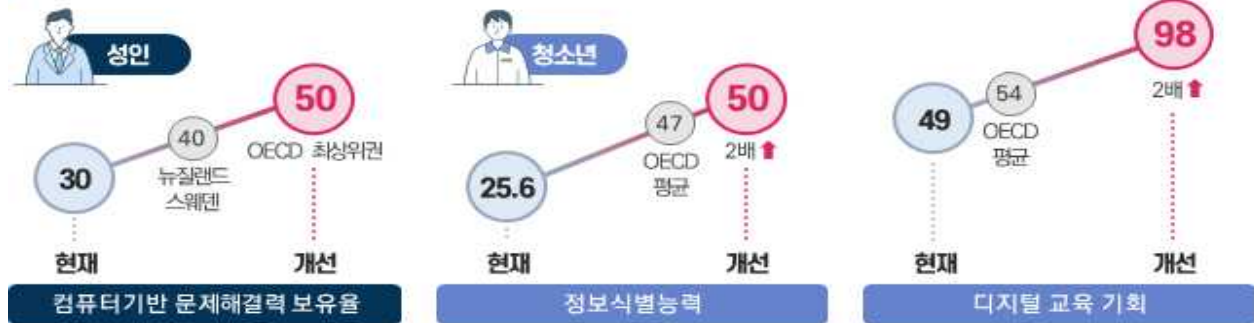 성인
50
40
OECD 최상위권
30
뉴질랜드
스웨덴
현재
개선
컴퓨터기반 문제해결력 보유율
청소년
50
47
2배
OECD
평균
25.6
현재
개선
정보식별능력
98
2배
54
49
OECD
평균
현재
개선
디지털 교육 기회